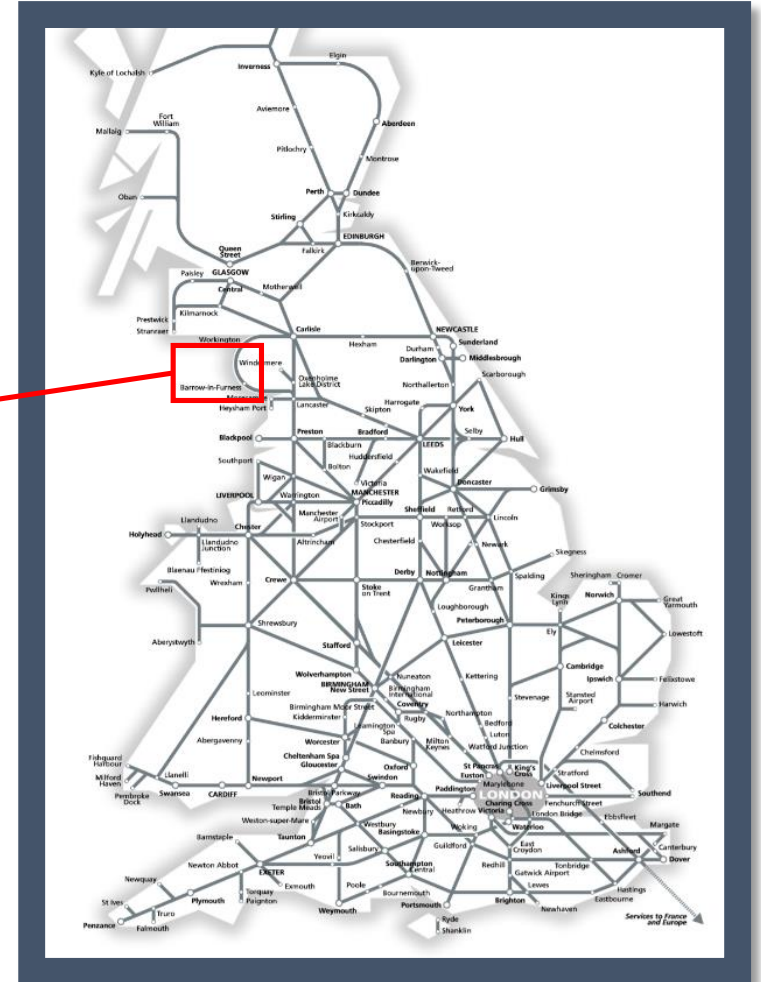 Kyle of Lochalsh
Inverness
Elgin
Aviemore
Fort
William
Mallaig
Aberdeen
Pitlochry
Montrose
Oban
Perth
Dundee
Stirling
Kirkcaldy
Queen
Street
EDINBURGH
Falkirk
Berwick-
upon-Tweed
Paisley
GLASGOW
Central
Motherwell
Prestwick
Kilmarnock
Stranraer
Carlisle
NEWCASTLE
Workington
Hexham
Sunderland
Durham
Darlington
Middlesbrough
Windermere
Oxenholme
Lake District
Northallerton
Scarborough
Barrow-in-Furness
Heysham Port
Lancaster
Harrogate
York
Skipton
Blackpool
Preston
Bradford
LEEDS
Selby
Hull
Blackburn
Huddersfield
Southport
Bolton
Wakefield
Wigan
Victoria
MANCHESTER
Piccadilly
Doncaster
Grimsby
LIVERPOOL
Warrington
Manchester
Airport
Sheffield
Retford
Lincoln
Llandudno
Stockport
Worksop
Holyhead
Chester
Llandudno
Junction
Altrincham
Chesterfield
Newark
Skegness
Blaenau Ffestiniog
Derby
Nottingham
Pwllheli
Wrexham
Crewe
Stoke
on Trent
Grantham
Spalding
Sheringham
Cromer
Kings
Lynn
Norwich
Great
Yarmouth
Loughborough
Peterborough
Shrewsbury
Ely
Lowestoft
Aberystwyth
Stafford
Leicester
Wolverhampton
BIRMINGHAM
New Street
Nuneaton
Kettering
Cambridge
Birmingham
International
Ipswich
Felixstowe
Leominster
Coventry
Stevenage
Stansted
Airport
Harwich
Birmingham Moor Street
Kidderminster
Rugby
Northampton
Hereford
Leamington
Spa
Bedford
Colchester
Abergavenny
Worcester
Banbury
Milton
Keynes
Luton
Watford Junction
Chelmsford
Cheltenham Spa
Gloucester
Oxford
St Pancras
King's
Cross
Euston
Stratford
Fishguard
Harbour
Milford
Haven
Llanelli
Newport
Swindon
Paddington
Marylebone
Liverpool Street
Pembroke
Dock
Swansea
CARDIFF
Bristol Parkway
Reading
LONDON
Southend
Bristol
Temple Meads
Bath
Newbury
Heathrow
Victoria
Charing Cross
Fenchurch Street
London Bridge
Ebbsfleet
Weston-super-Mare
Westbury
Basingstoke
Woking
Waterloo
Margate
Barnstaple
Taunton
Salisbury
Guildford
East
Croydon
Canterbury
Ashford
Dover
Newton Abbot
Yeovil
Southampton
Central
Redhill
Tonbridge
Gatwick Airport
EXETER
Newquay
Exmouth
Poole
Bournemouth
Lewes
Hastings
Eastbourne
St Ives
Plymouth
Torquay
Paignton
Weymouth
Portsmouth
Brighton
Newhaven
Truro
Falmouth
Penzance
Ryde
Shanklin
Services to France
and Europe